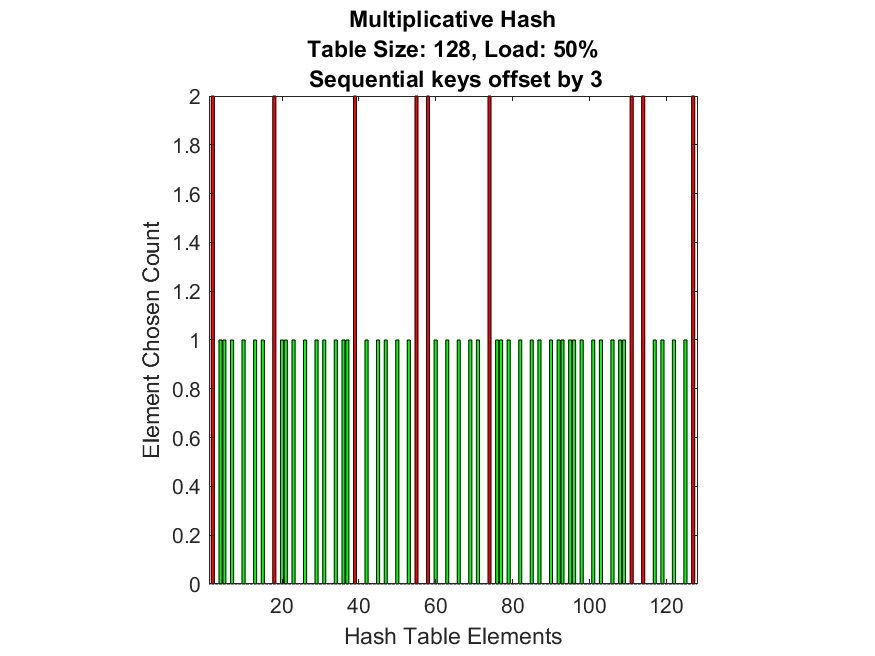 Multiplicative Hash
Table Size: 128, Load: 50%
Sequential keys offset by 3
2
1.8
1.6
1.4
1.2
1
0.8
0.6
0.4
0.2
0
Element Chosen Count
20 40 60 80 100 120
Hash Table Elements